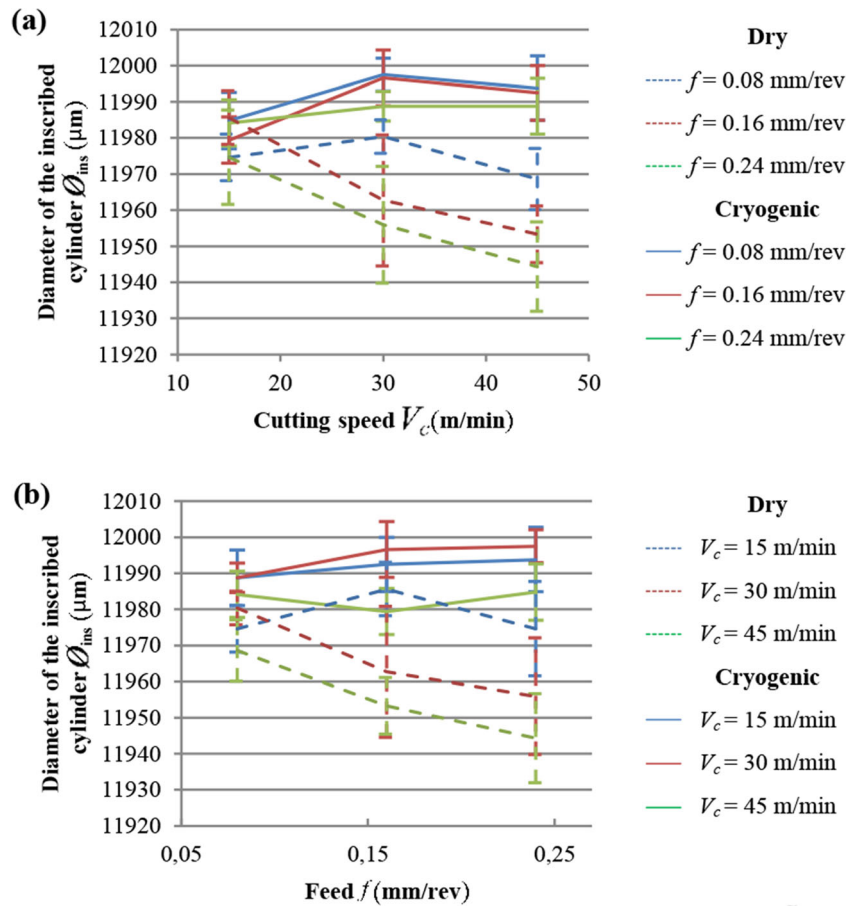 (a)
Diameter of the inscribed
cylinder Øins (μm)
12010
12000
11990
11980
11970
11960
11950
11940
11930
11920
10 20 30 40 50
Cutting speed Vc (m/min)
Dry
f = 0.08 mm/rev
f = 0.16 mm/rev
f = 0.24 mm/rev
Cryogenic
f = 0.08 mm/rev
f = 0.16 mm/rev
f = 0.24 mm/rev
(b)
Diameter of the inscribed
cylinder Øins (μm)
12010
12000
11990
11980
11970
11960
11950
11940
11930
11920
0,05 0,15 0,25
Feed f (mm/rev)
Dry
Vc = 15 m/min
Vc = 30 m/min
Vc = 45 m/min
Cryogenic
Vc = 15 m/min
Vc = 30 m/min
Vc = 45 m/min